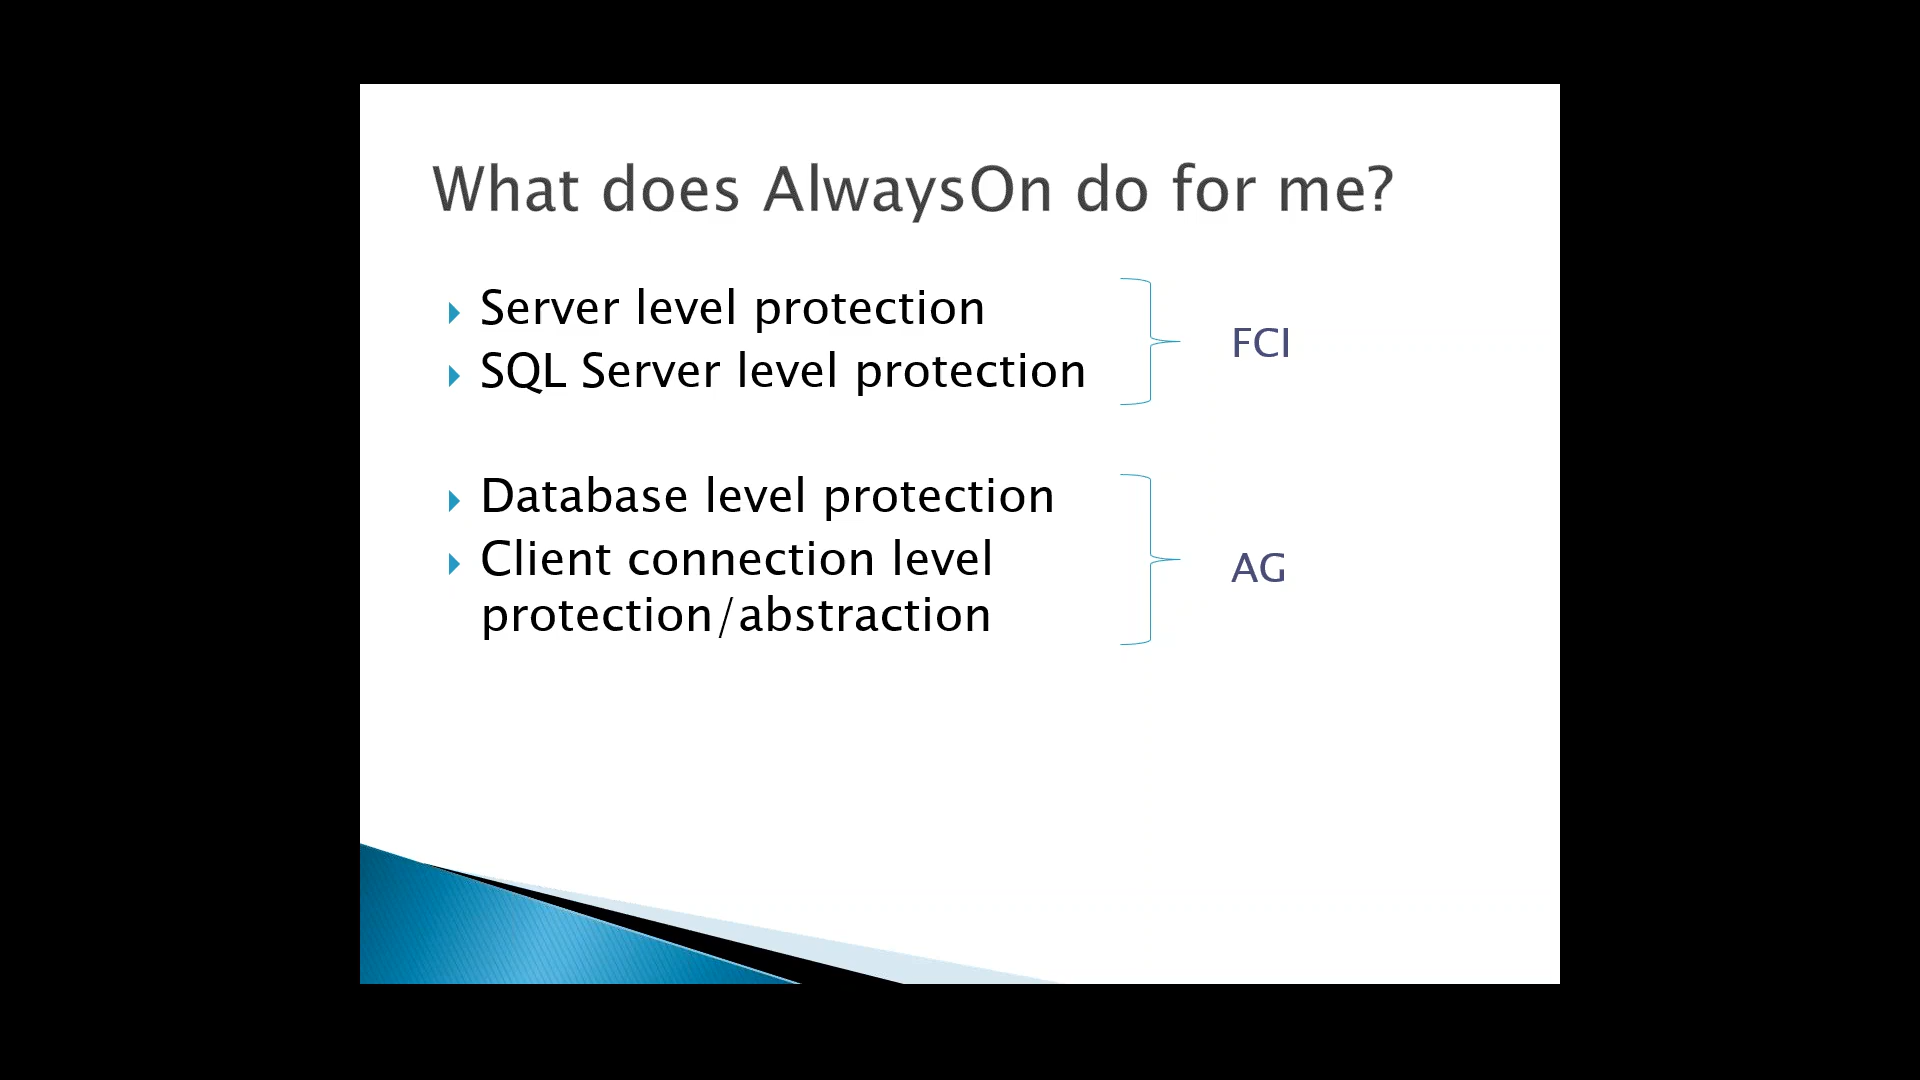 What does AlwaysOn do for me?
Server level protection
SQL Server level protection
FCI
Database level protection
Client connection level
protection/abstraction
AG